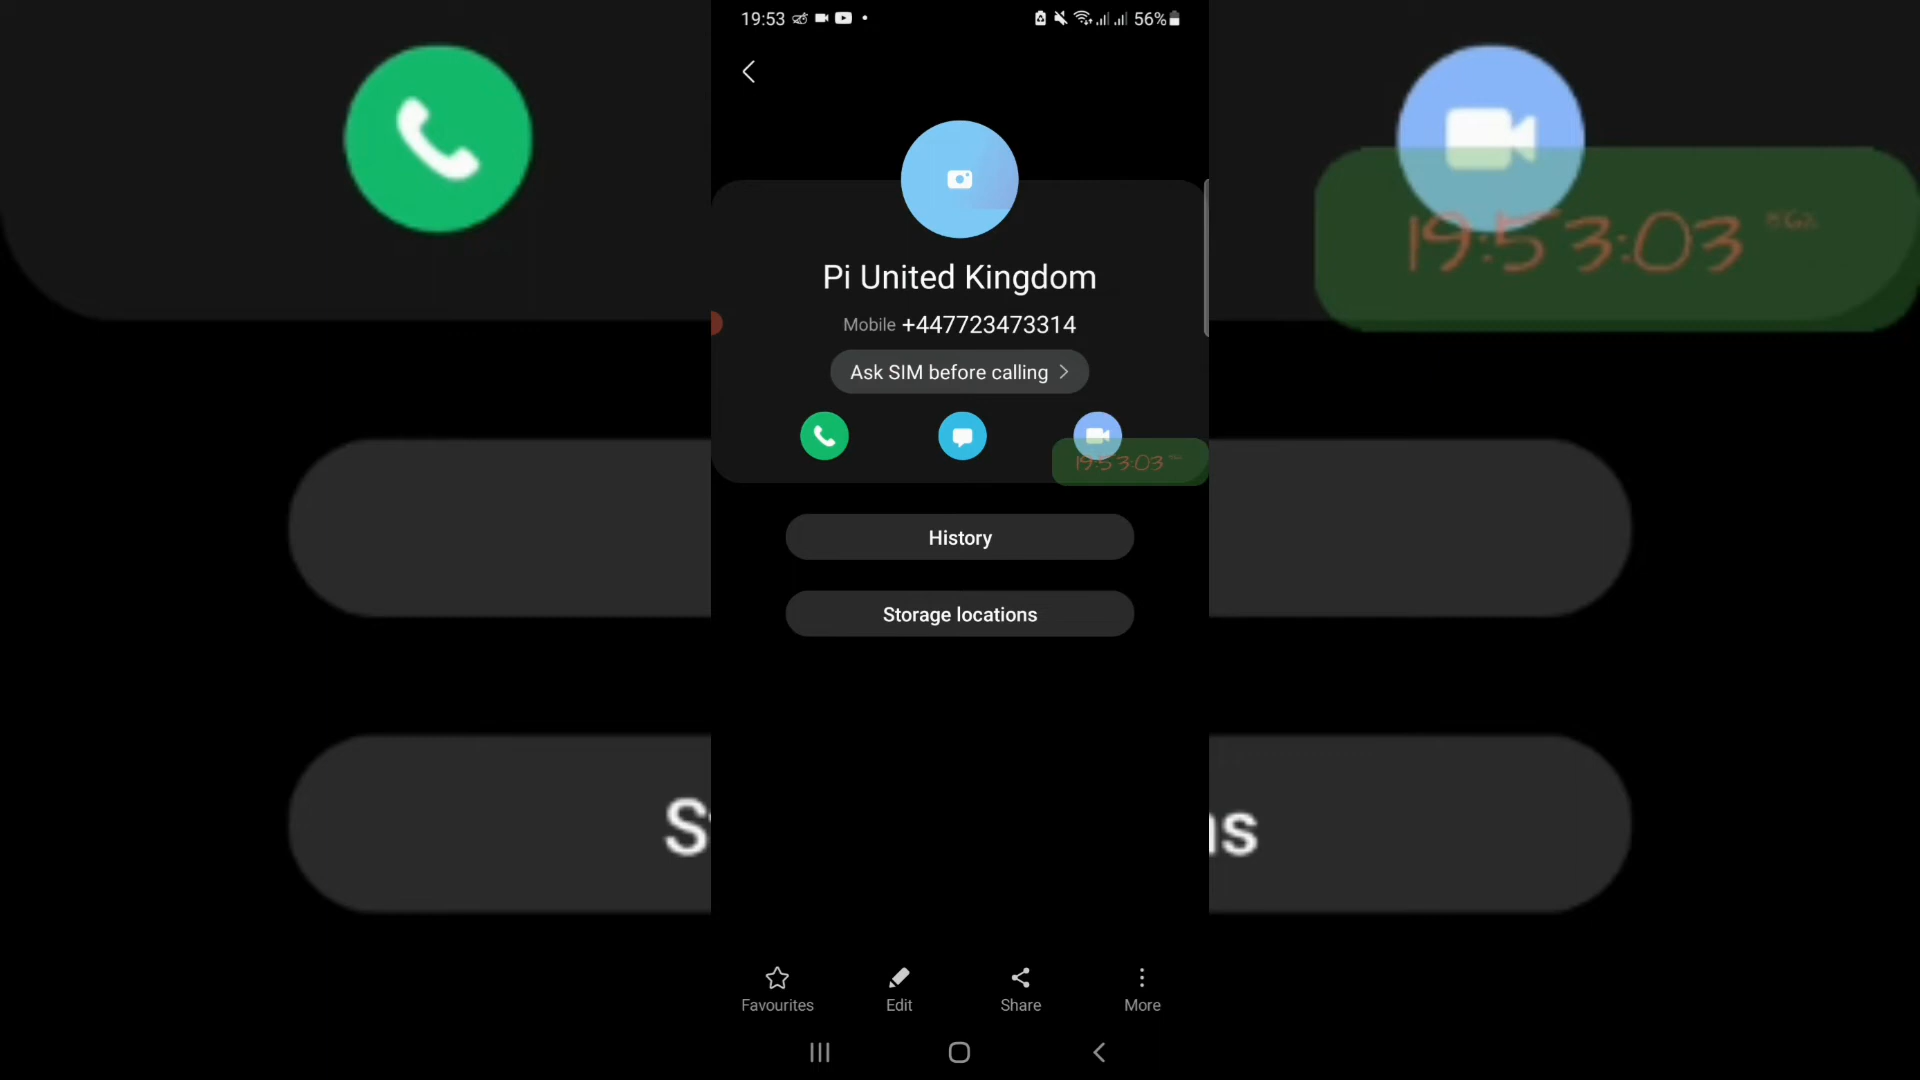 19:53
56%
Pi United Kingdom
Mobile +447723473314
Ask SIM before calling
19:53:03
19:53:03
History
Storage locations
S
ns
Favourites
Edit
Share
More